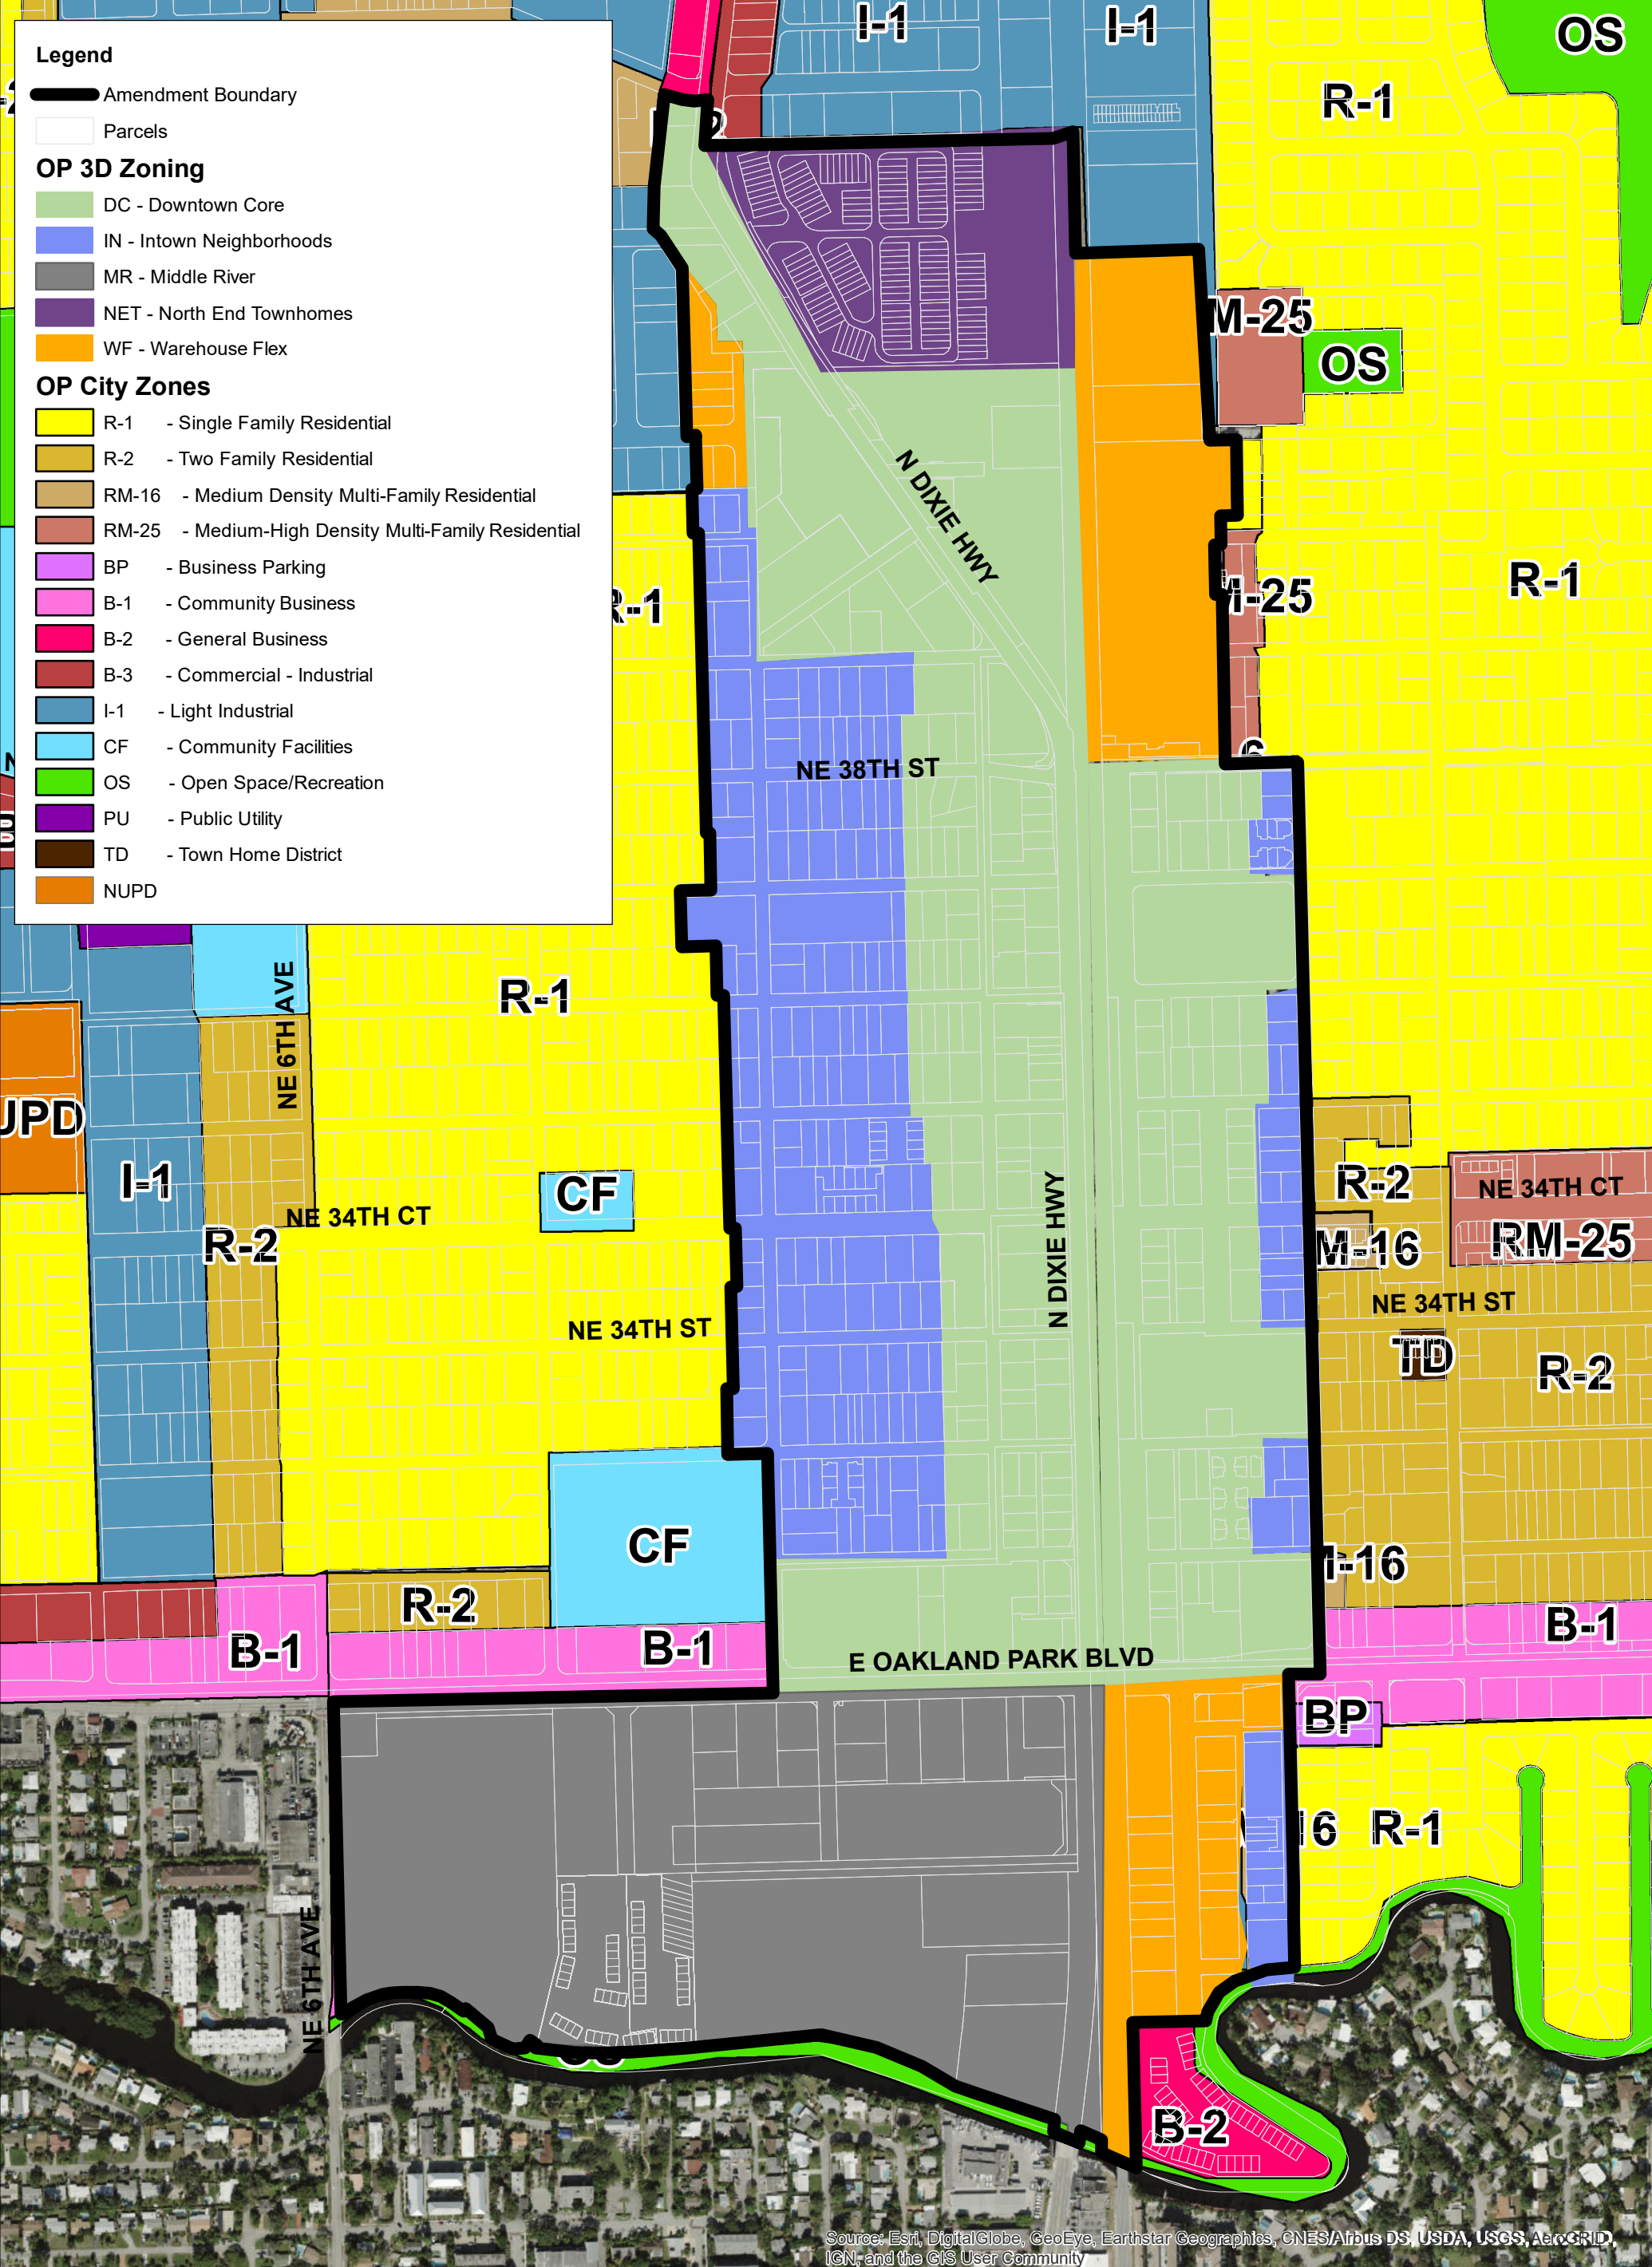 Legend
Amendment Boundary
Parcels
OP 3D Zoning
DC - Downtown Core
IN - Intown Neighborhoods
MR - Middle River
NET - North End Townhomes
WF - Warehouse Flex
OP City Zones
R-1 - Single Family Residential
R-2 - Two Family Residential
RM-16 - Medium Density Multi-Family Residential
RM-25 - Medium-High Density Multi-Family Residential
BP - Business Parking
B-1 - Community Business
B-2 - General Business
B-3 - Commercial - Industrial
I-1 - Light Industrial
CF - Community Facilities
OS - Open Space/Recreation
PU - Public Utility
TD - Town Home District
NUPD
I-1
I-1
OS
R-1
M-25
OS
N DIXIE HWY
R-1
M-25
R-1
6
NE 38TH ST
R-1
NE 6TH AVE
UPD
I-1
CF
R-2
NE 34TH CT
NE 34TH CT
R-2
M-16
RM-25
N DIXIE HWY
NE 34TH ST
NE 34TH ST
TD
R-2
CF
M-16
R-2
B-1
B-1
B-1
E OAKLAND PARK BLVD
BP
16
R-1
NE 6TH AVE
B-2
Source: Esri, DigitalGlobe, GeoEye, Earthstar Geographics, CNES/Airbus DS, USDA, USGS, AeroGRID,
IGN, and the GIS User Community